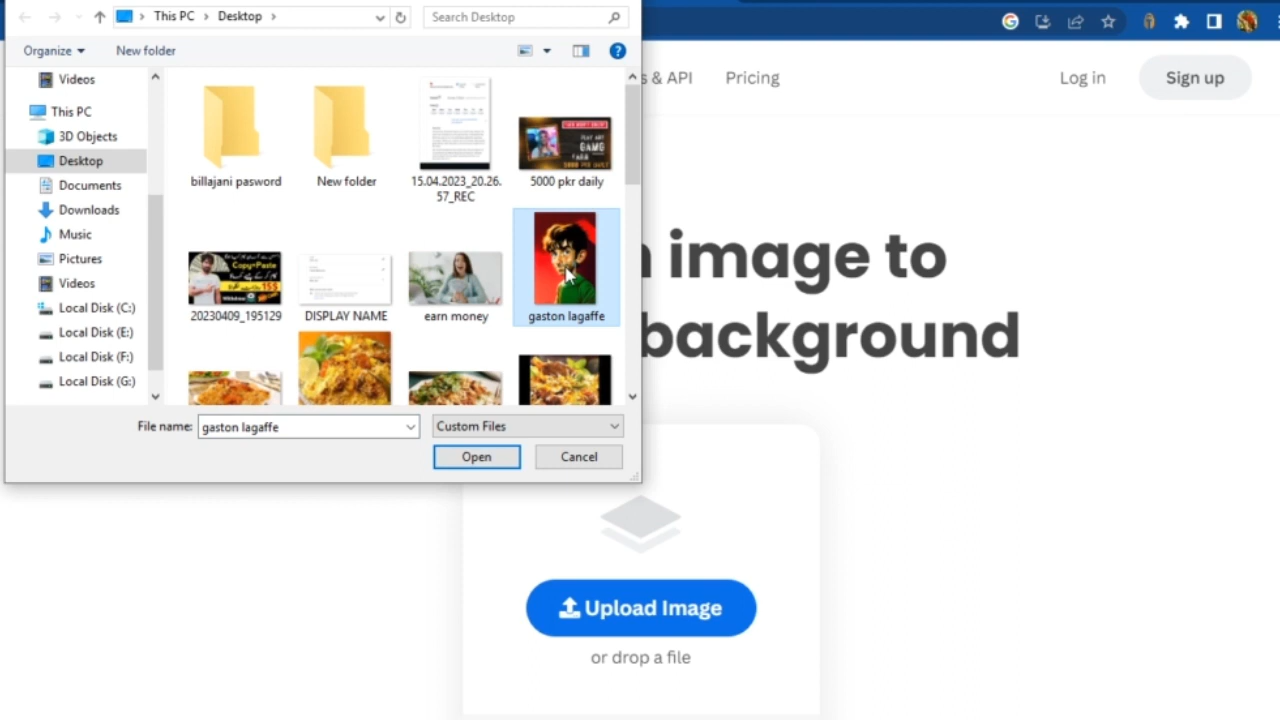 This PC
Desktop
Search Desktop
Organize
New folder
s & API
Pricing
Log in
Sign up
Videos
This PC
3D Objects
Desktop
Documents
Downloads
Music
Pictures
Videos
Local Disk (C:)
Local Disk (E:)
Local Disk (F:)
Local Disk (G:)
billajani pasword
New folder
15.04.2023_20.26.
57_REC
5000 pkr daily
20230409_195129
DISPLAY NAME
earn money
gaston lagaffe
Copy+Paste
image to
background
File name:
gaston lagaffe
Custom Files
Open
Cancel
Upload Image
or drop a file